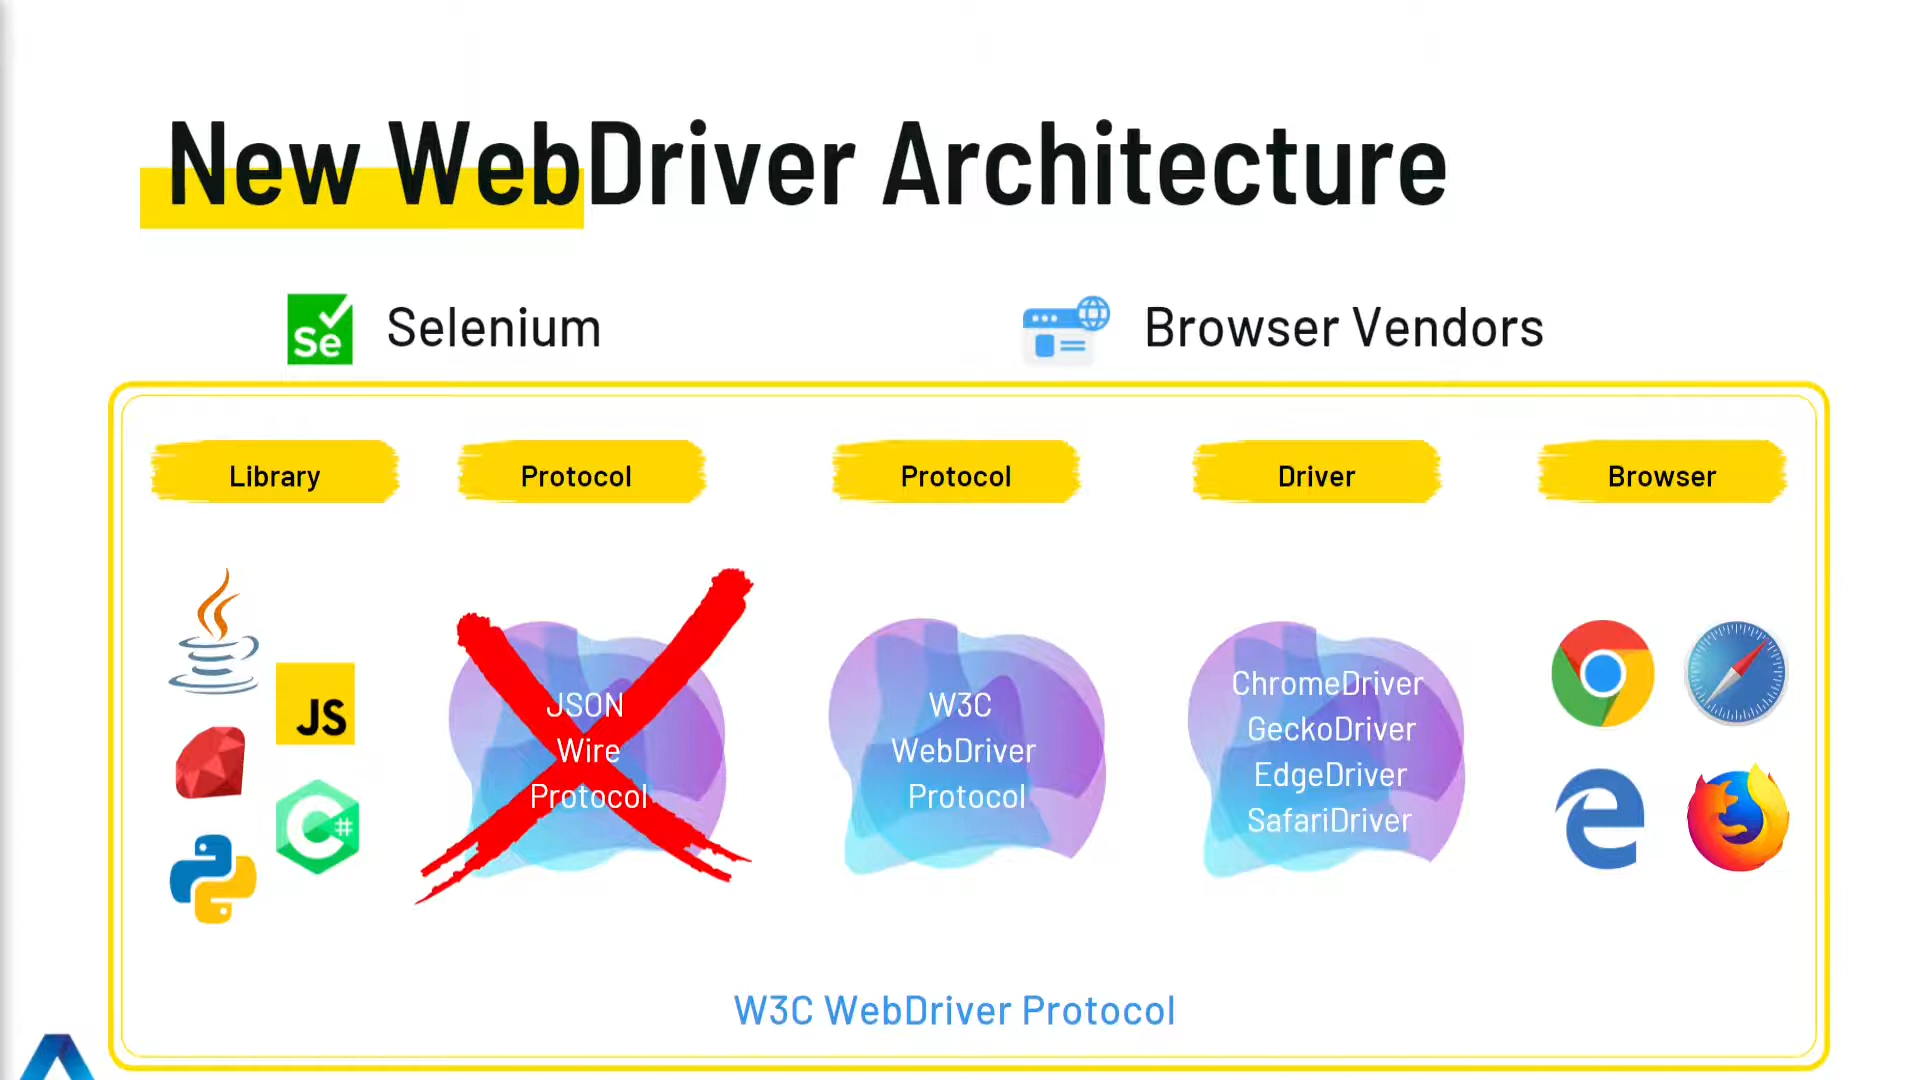 New WebDriver Architecture
Se Selenium
Browser Vendors
Library
Protocol
Protocol
Driver
Browser
JS
C#
JSON
Wire
Protocol
W3C
WebDriver
Protocol
ChromeDriver
GeckoDriver
EdgeDriver
SafariDriver
W3C WebDriver Protocol